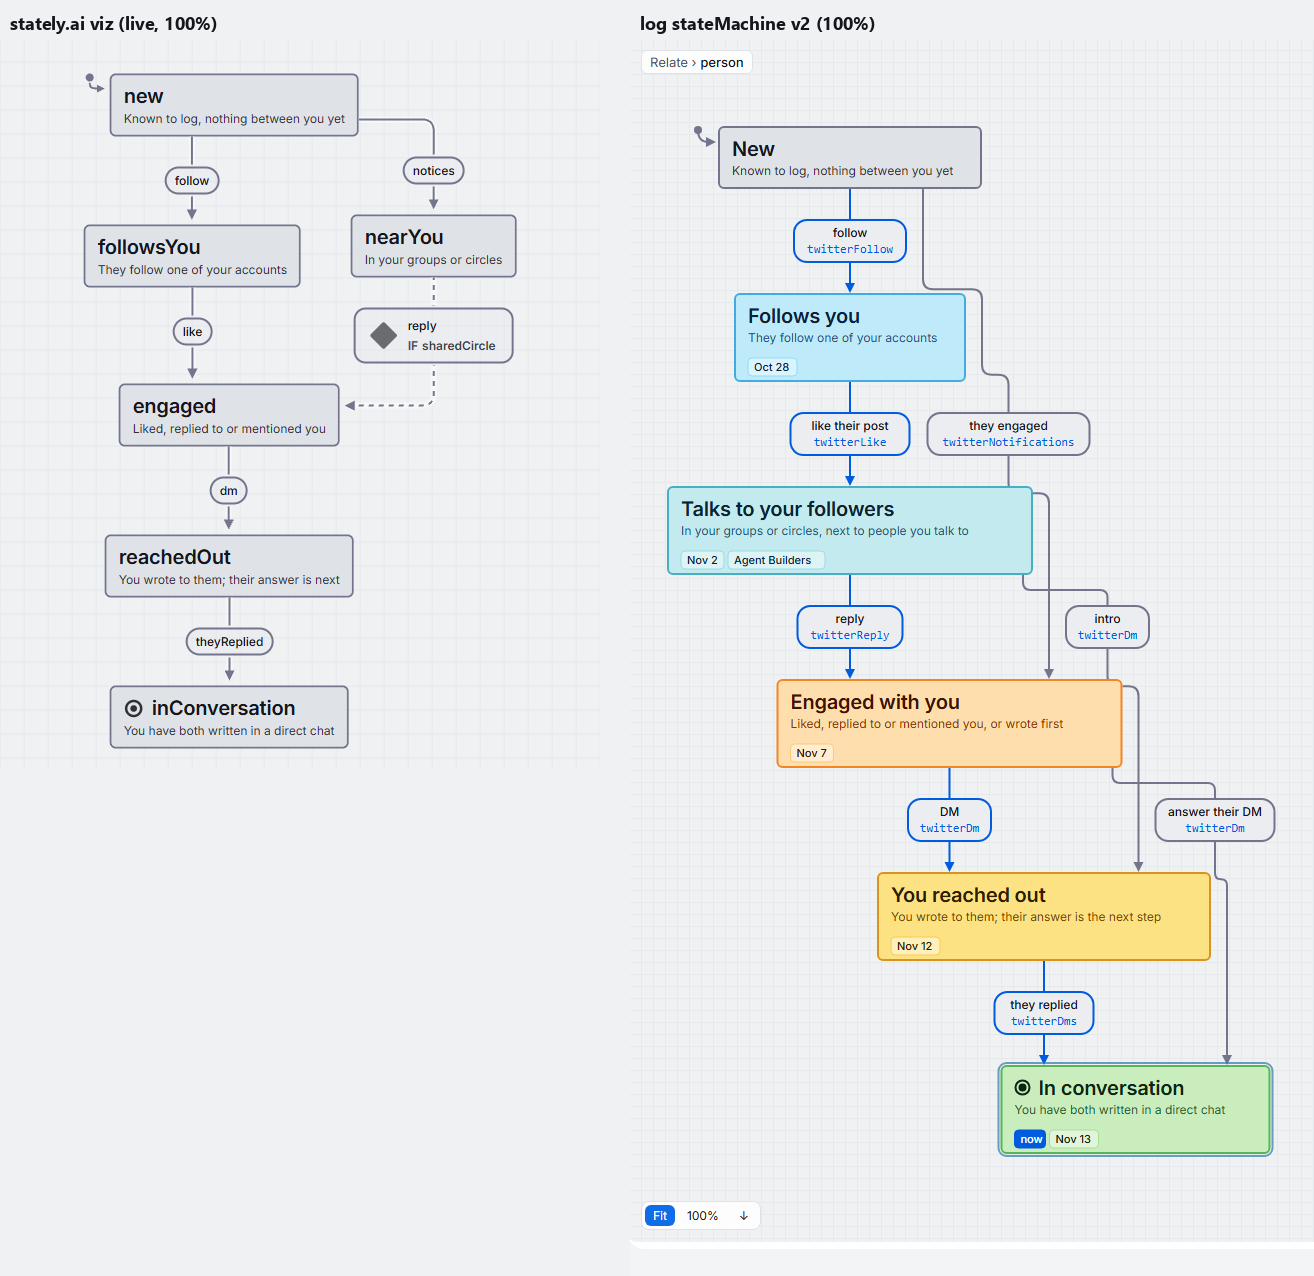 stately.ai viz (live, 100%)
new
Known to log, nothing between you yet
follow
notices
followsYou
They follow one of your accounts
nearYou
In your groups or circles
like
reply
IF sharedCircle
engaged
Liked, replied to or mentioned you
dm
reachedOut
You wrote to them; their answer is next
theyReplied
inConversation
You have both written in a direct chat
log stateMachine v2 (100%)
Relate › person
New
Known to log, nothing between you yet
follow
twitterFollow
Follows you
They follow one of your accounts
Oct 28
like their post
twitterLike
they engaged
twitterNotifications
Talks to your followers
In your groups or circles, next to people you talk to
Nov 2 Agent Builders
reply
twitterReply
intro
twitterDm
Engaged with you
Liked, replied to or mentioned you, or wrote first
Nov 7
DM
twitterDm
answer their DM
twitterDm
You reached out
You wrote to them; their answer is the next step
Nov 12
they replied
twitterDms
In conversation
You have both written in a direct chat
now Nov 13
Fit 100% ↓